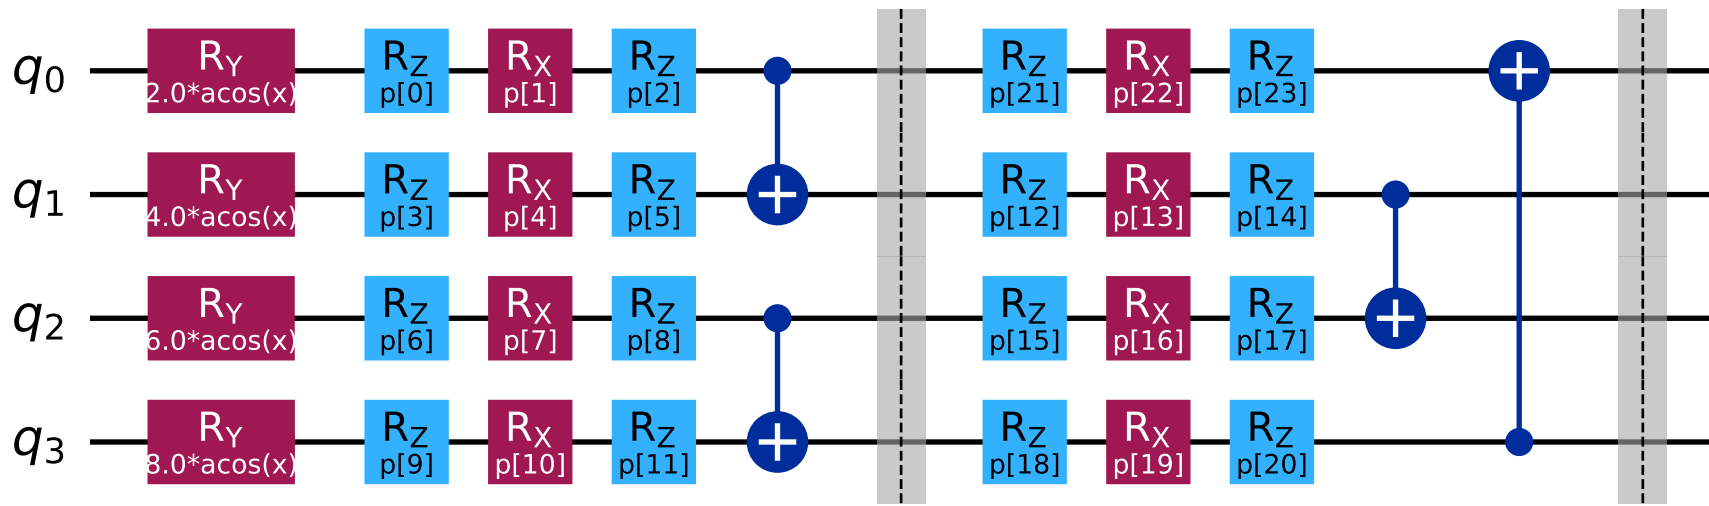 q0 RY 2.0*acos(x) RZ p[0] RX p[1] RZ p[2] RZ p[21] RX p[22] RZ p[23]
q1 RY 4.0*acos(x) RZ p[3] RX p[4] RZ p[5] RZ p[12] RX p[13] RZ p[14]
q2 RY 6.0*acos(x) RZ p[6] RX p[7] RZ p[8] RZ p[15] RX p[16] RZ p[17]
q3 RY 8.0*acos(x) RZ p[9] RX p[10] RZ p[11] RZ p[18] RX p[19] RZ p[20]